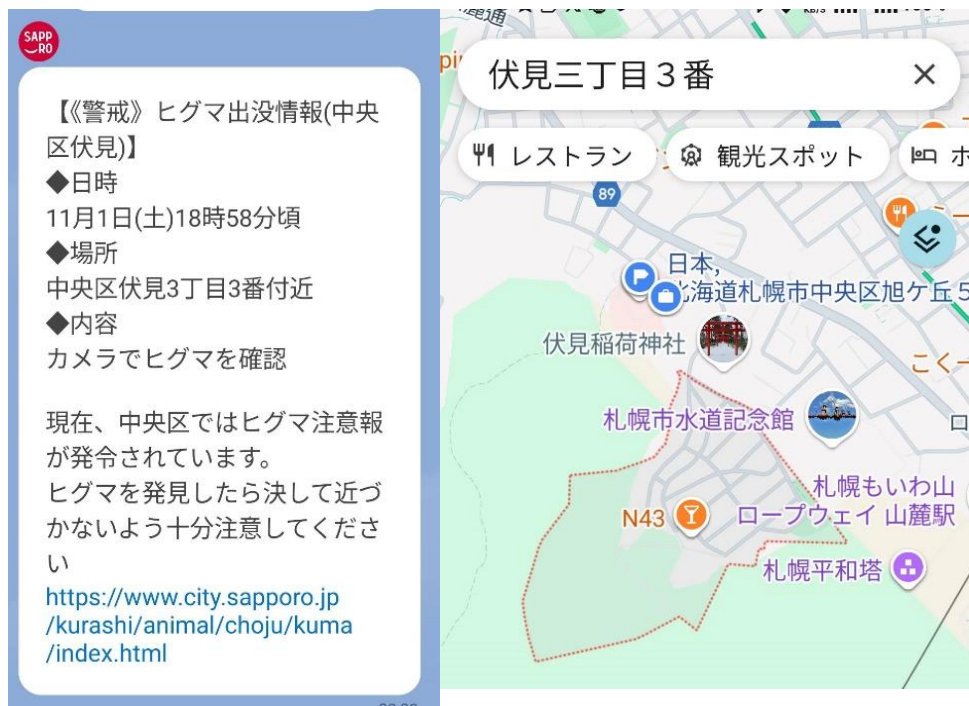 SAPP
RO
【《警戒》ヒグマ出没情報(中央
区伏見)】
◆日時
11月1日(土)18時58分頃
◆場所
中央区伏見3丁目3番付近
◆内容
カメラでヒグマを確認
現在、中央区ではヒグマ注意報
が発令されています。
ヒグマを発見したら決して近づ
かないよう十分注意してくださ
い
https://www.city.sapporo.jp
/kurashi/animal/choju/kuma
/index.html
伏見三丁目3番
レストラン
観光スポット
ホ
89
日本,
北海道札幌市中央区旭ケ丘5
伏見稲荷神社
こくー
札幌市水道記念館
ロ
札幌もいわ山
ロープウェイ 山麓駅
N43
札幌平和塔